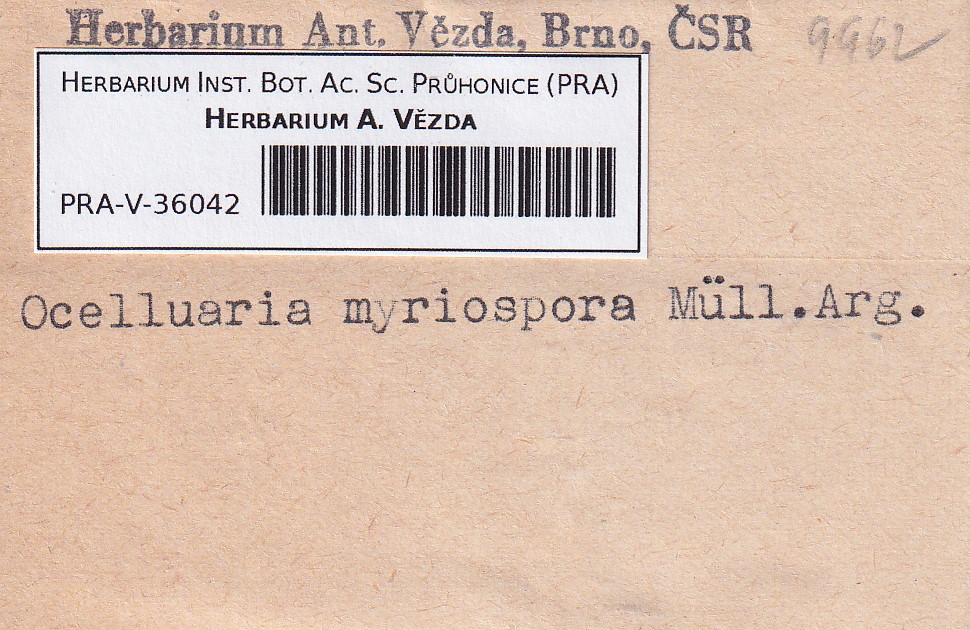 Herbarium Ant. Vězda, Brno, ČSR 9962
HERBARIUM INST. BOT. AC. SC. PRŮHONICE (PRA)
HERBARIUM A. VĚZDA
PRA-V-36042
Ocelluaria myriospora Müll.Arg.